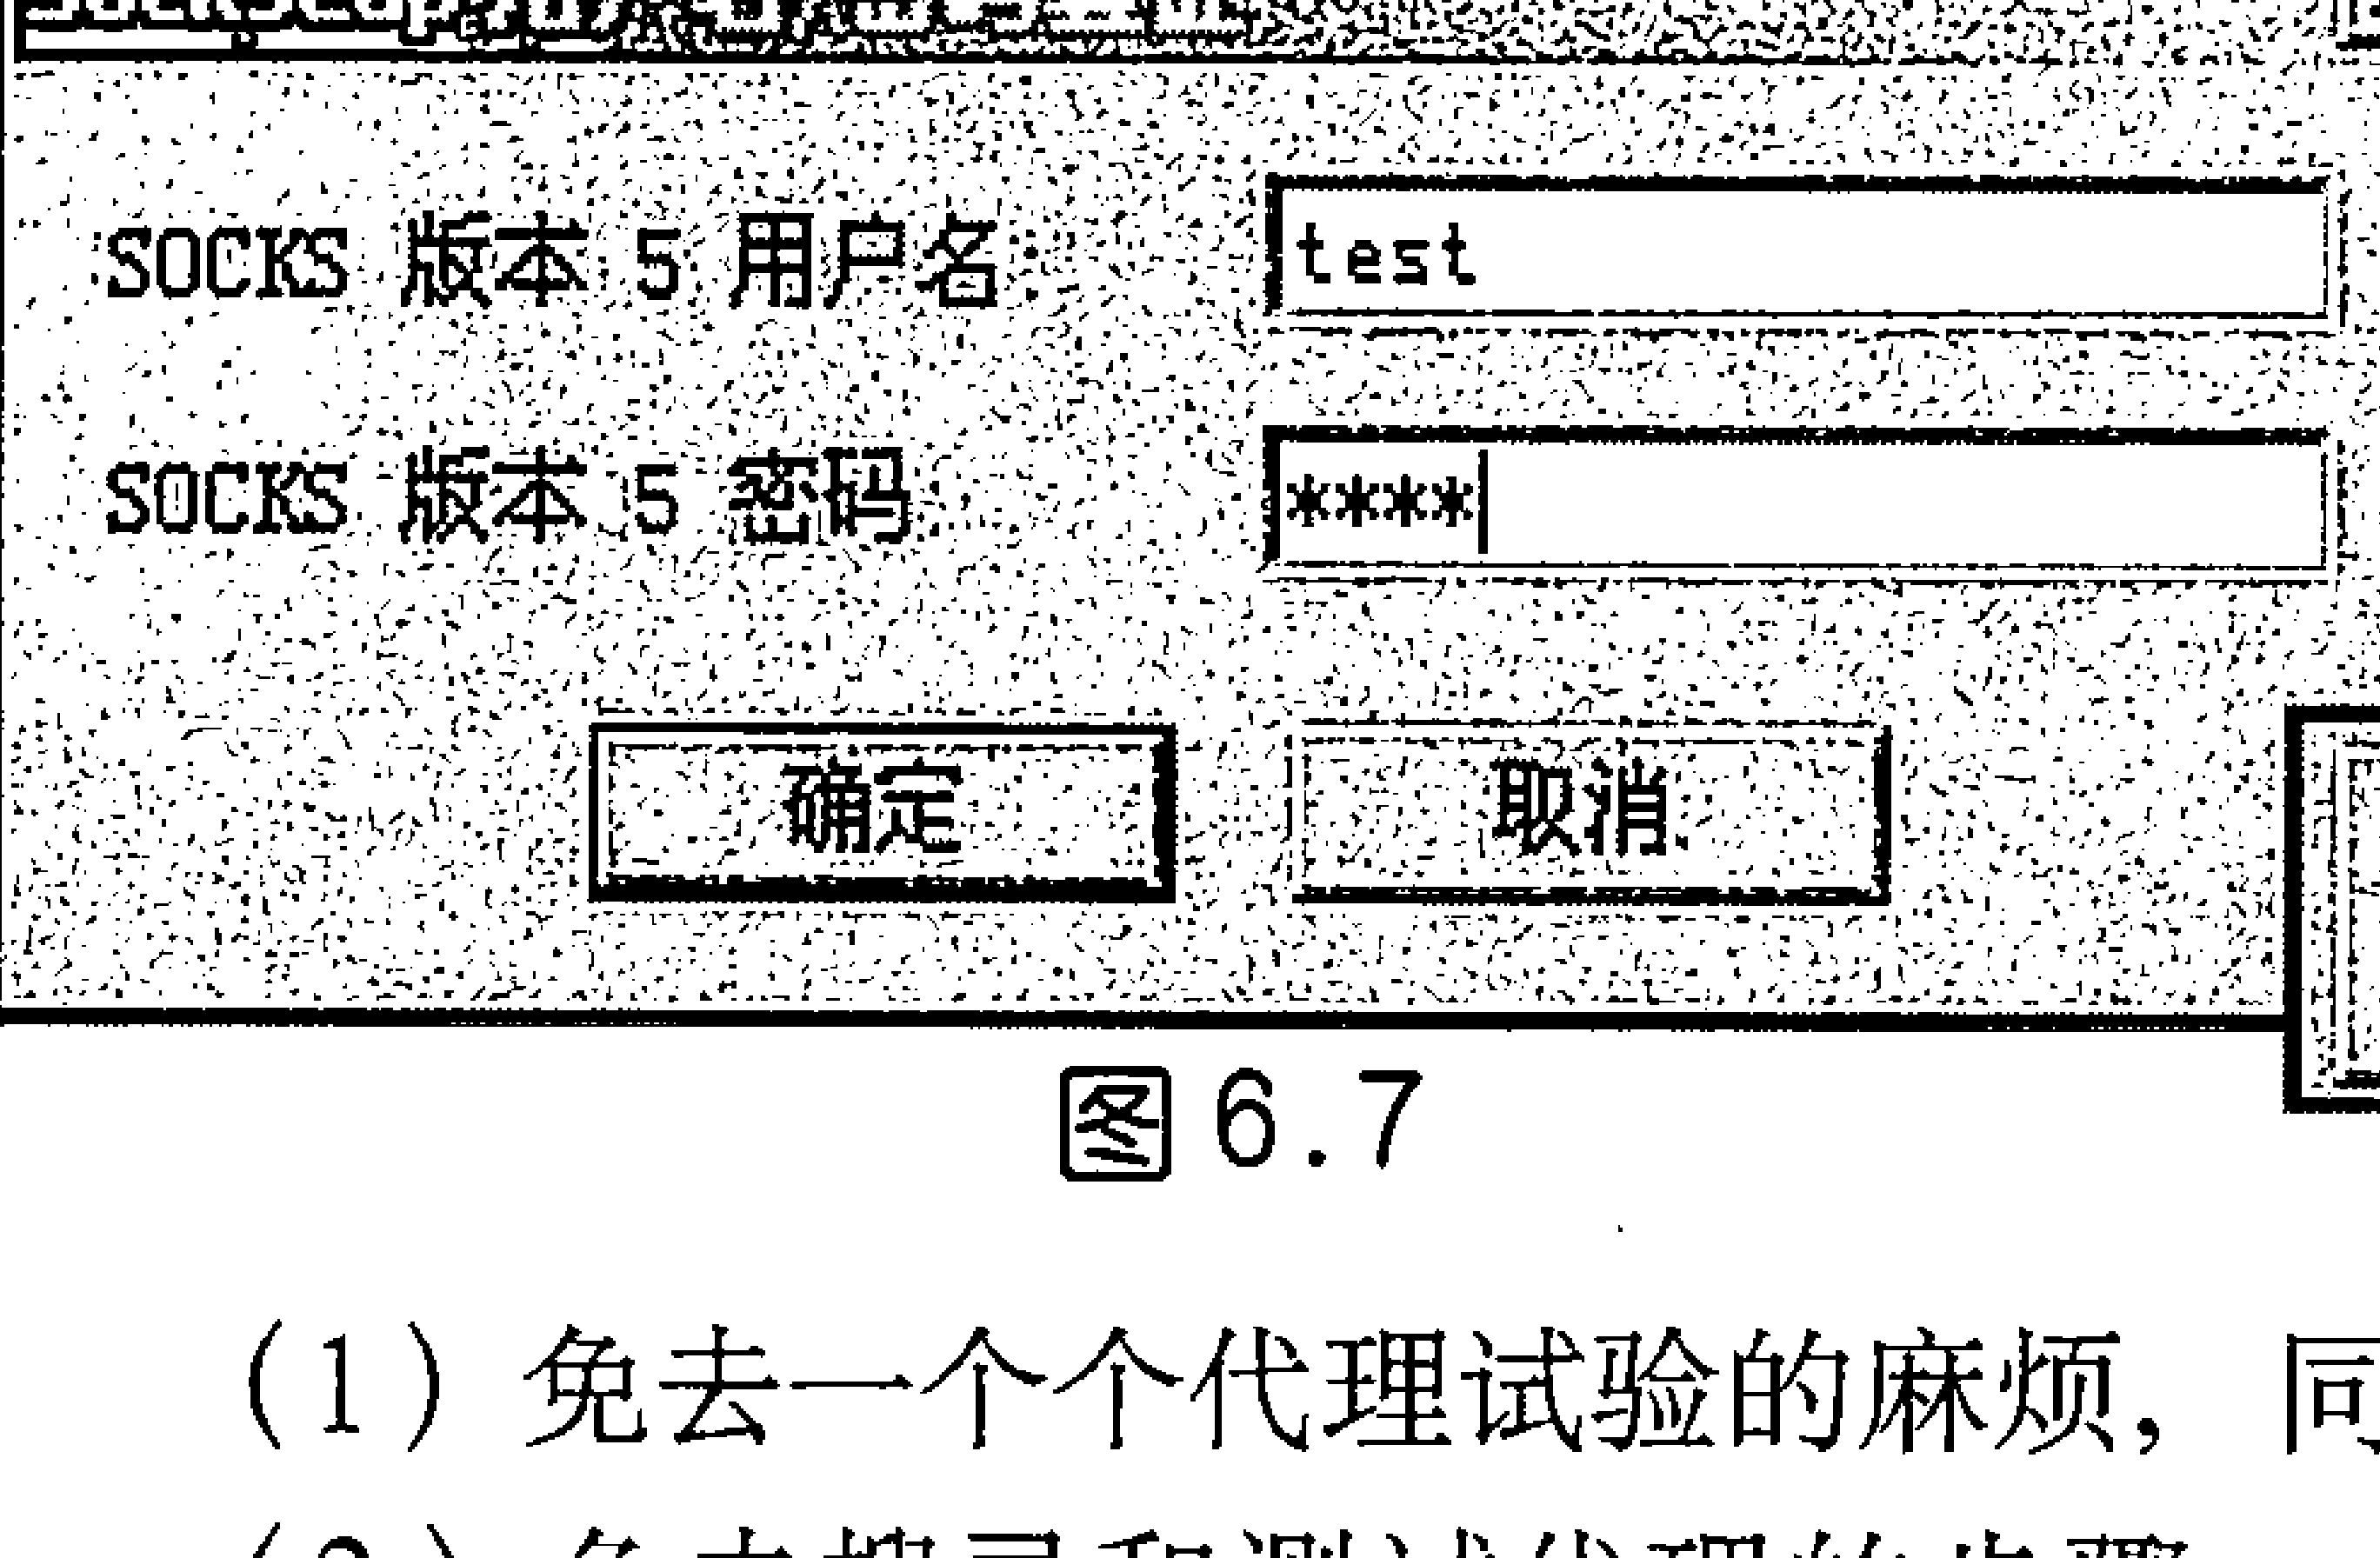 SOCKS 版本 5 用户名: test
SOCKS 版本 5 密码 ****
确定 取消
图 6.7
(1) 免去一个个代理试验的麻烦, 同